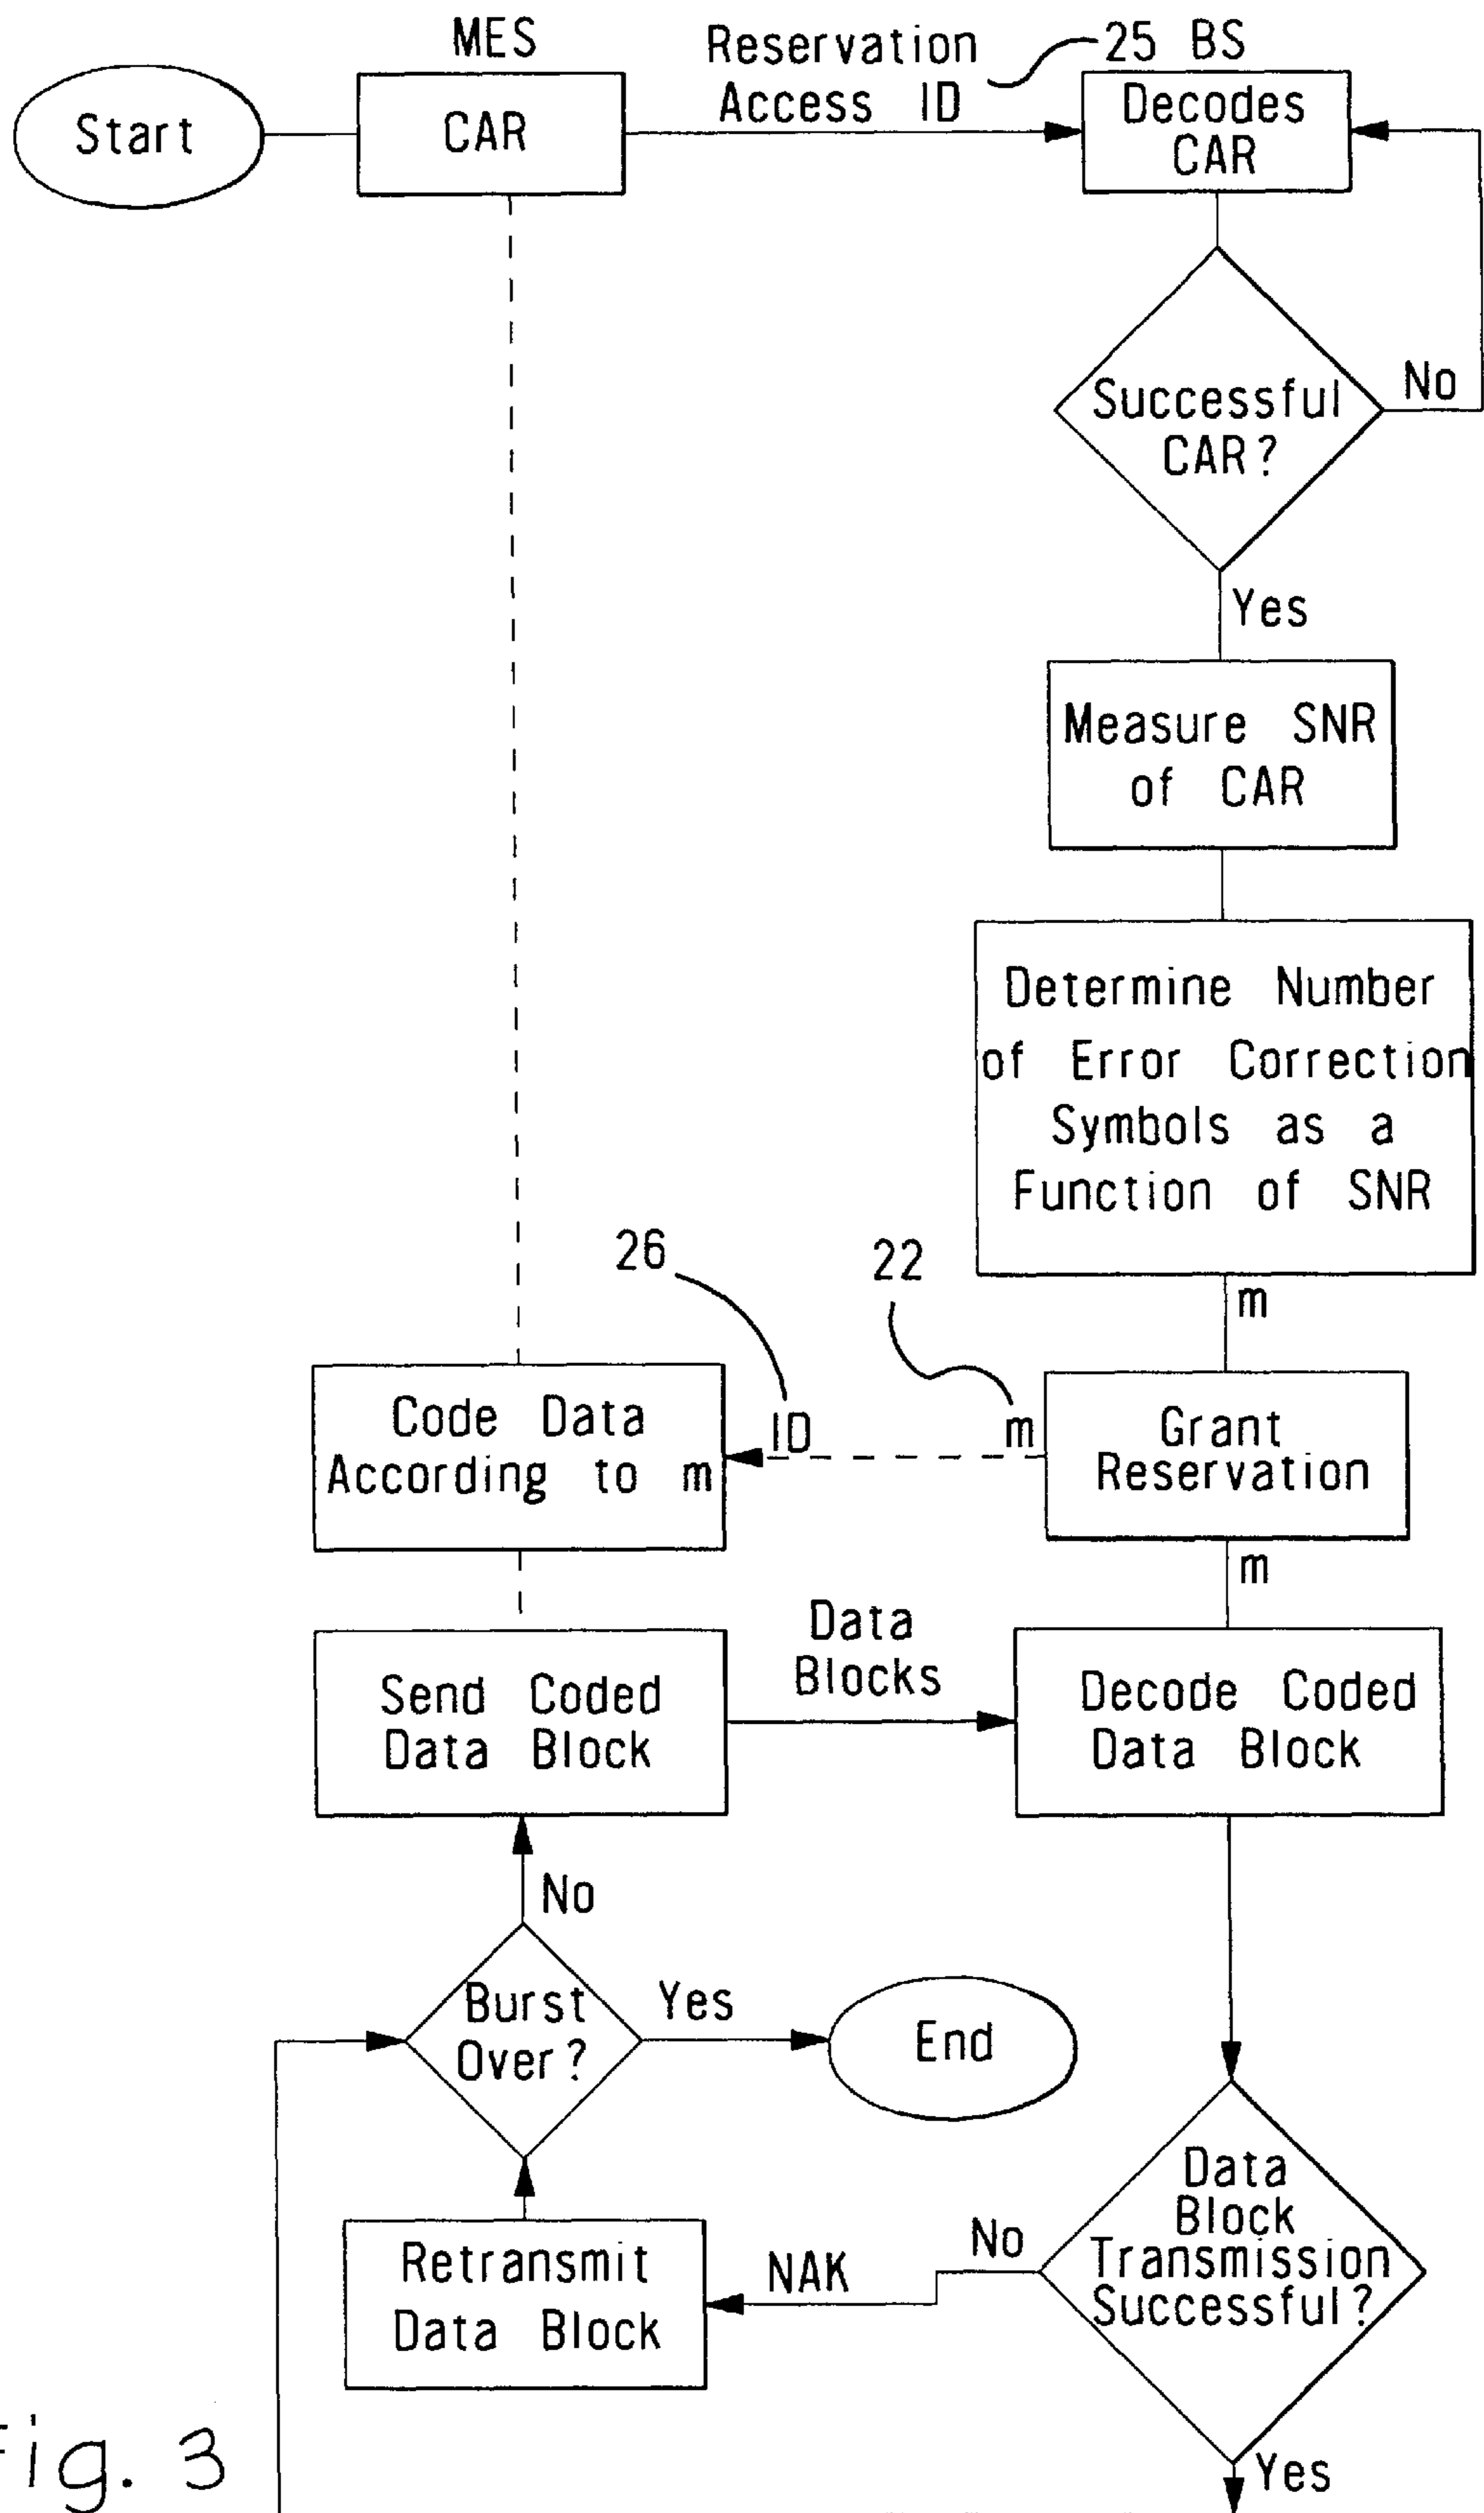 MES
Reservation
Access ID
25 BS
Start
CAR
Decodes
CAR
Successful
CAR?
No
Yes
Measure SNR
of CAR
Determine Number
of Error Correction
Symbols as a
Function of SNR
m
26
22
Code Data
According to m
ID
m
Grant
Reservation
m
Data
Blocks
Send Coded
Data Block
Decode Coded
Data Block
No
Burst
Over?
Yes
End
Data
Block
Transmission
Successful?
No
NAK
Retransmit
Data Block
Yes
Fig. 3